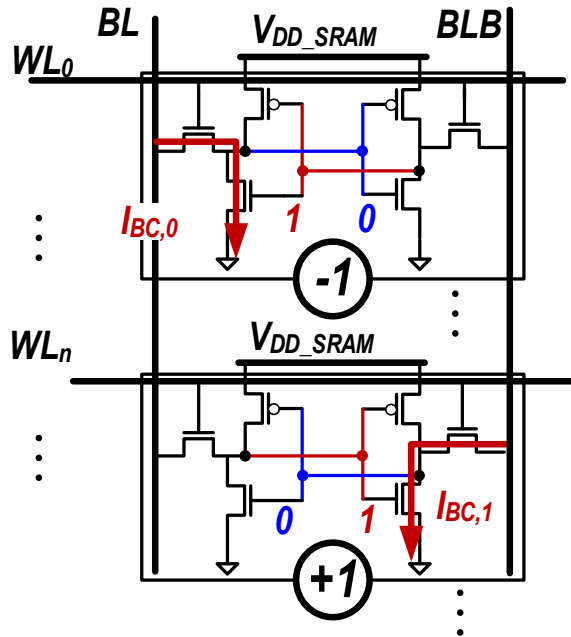 BL
V_DD_SRAM
BLB
WL_0
I_BC,0
1
0
-1
WL_n
V_DD_SRAM
0
1
I_BC,1
+1